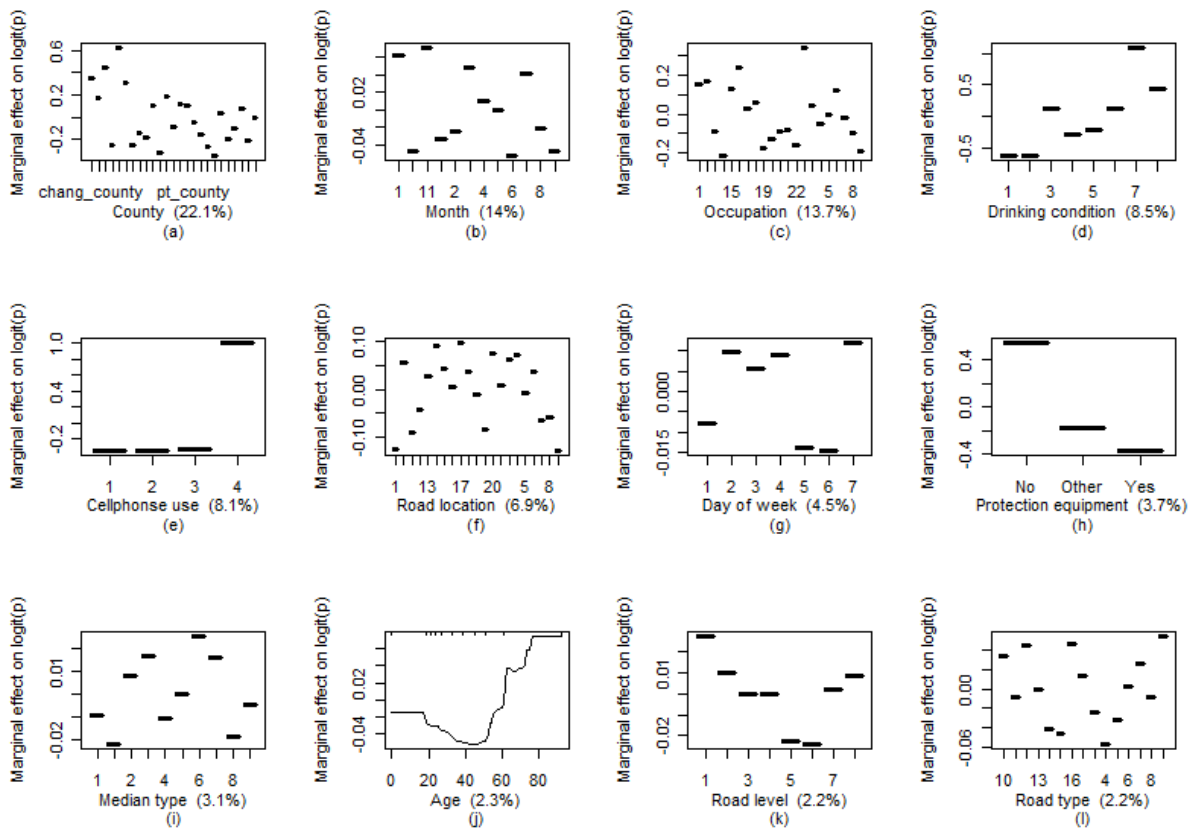 Marginal effect on logit(p)
0.6
0.2
-0.2
chang_county pt_county
County (22.1%)
(a)
Marginal effect on logit(p)
0.02
-0.04
1 11 2 4 6 8
Month (14%)
(b)
Marginal effect on logit(p)
0.2
0.0
-0.2
1 15 19 22 5 8
Occupation (13.7%)
(c)
Marginal effect on logit(p)
0.5
-0.5
1 3 5 7
Drinking condition (8.5%)
(d)
Marginal effect on logit(p)
1.0
0.4
-0.2
1 2 3 4
Cellphonse use (8.1%)
(e)
Marginal effect on logit(p)
0.10
0.00
-0.10
1 13 17 20 5 8
Road location (6.9%)
(f)
Marginal effect on logit(p)
0.000
-0.015
1 2 3 4 5 6 7
Day of week (4.5%)
(g)
Marginal effect on logit(p)
0.4
0.0
-0.4
No Other Yes
Protection equipment (3.7%)
(h)
Marginal effect on logit(p)
0.01
-0.02
1 2 4 6 8
Median type (3.1%)
(i)
Marginal effect on logit(p)
0.02
-0.04
0 20 40 60 80
Age (2.3%)
(j)
Marginal effect on logit(p)
0.01
-0.02
1 3 5 7
Road level (2.2%)
(k)
Marginal effect on logit(p)
0.00
-0.06
10 13 16 4 6 8
Road type (2.2%)
(l)